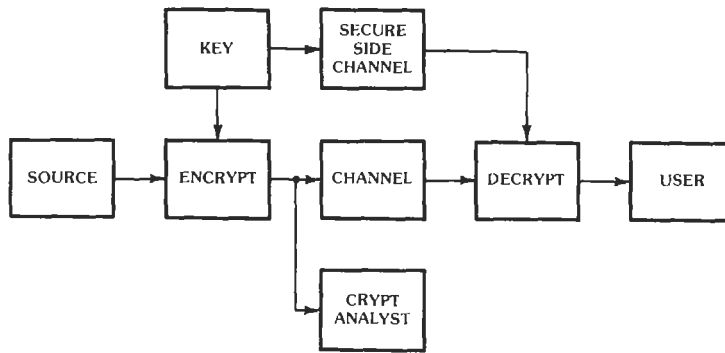 KEY
SECURE
SIDE
CHANNEL
SOURCE
ENCRYPT
CHANNEL
DECRYPT
USER
CRYPT
ANALYST